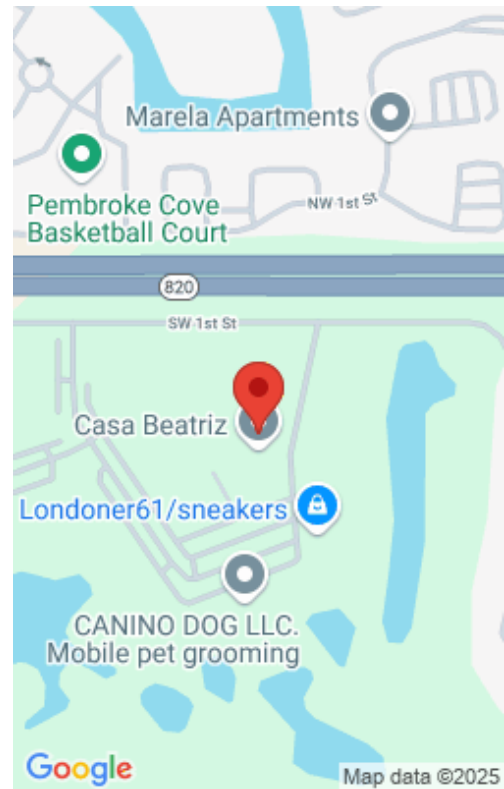 Marela Apartments
Pembroke Cove
Basketball Court
NW 1st St
820
SW 1st St
Casa Beatriz
Londoner61/sneakers
CANINO DOG LLC.
Mobile pet grooming
Google
Map data ©2025